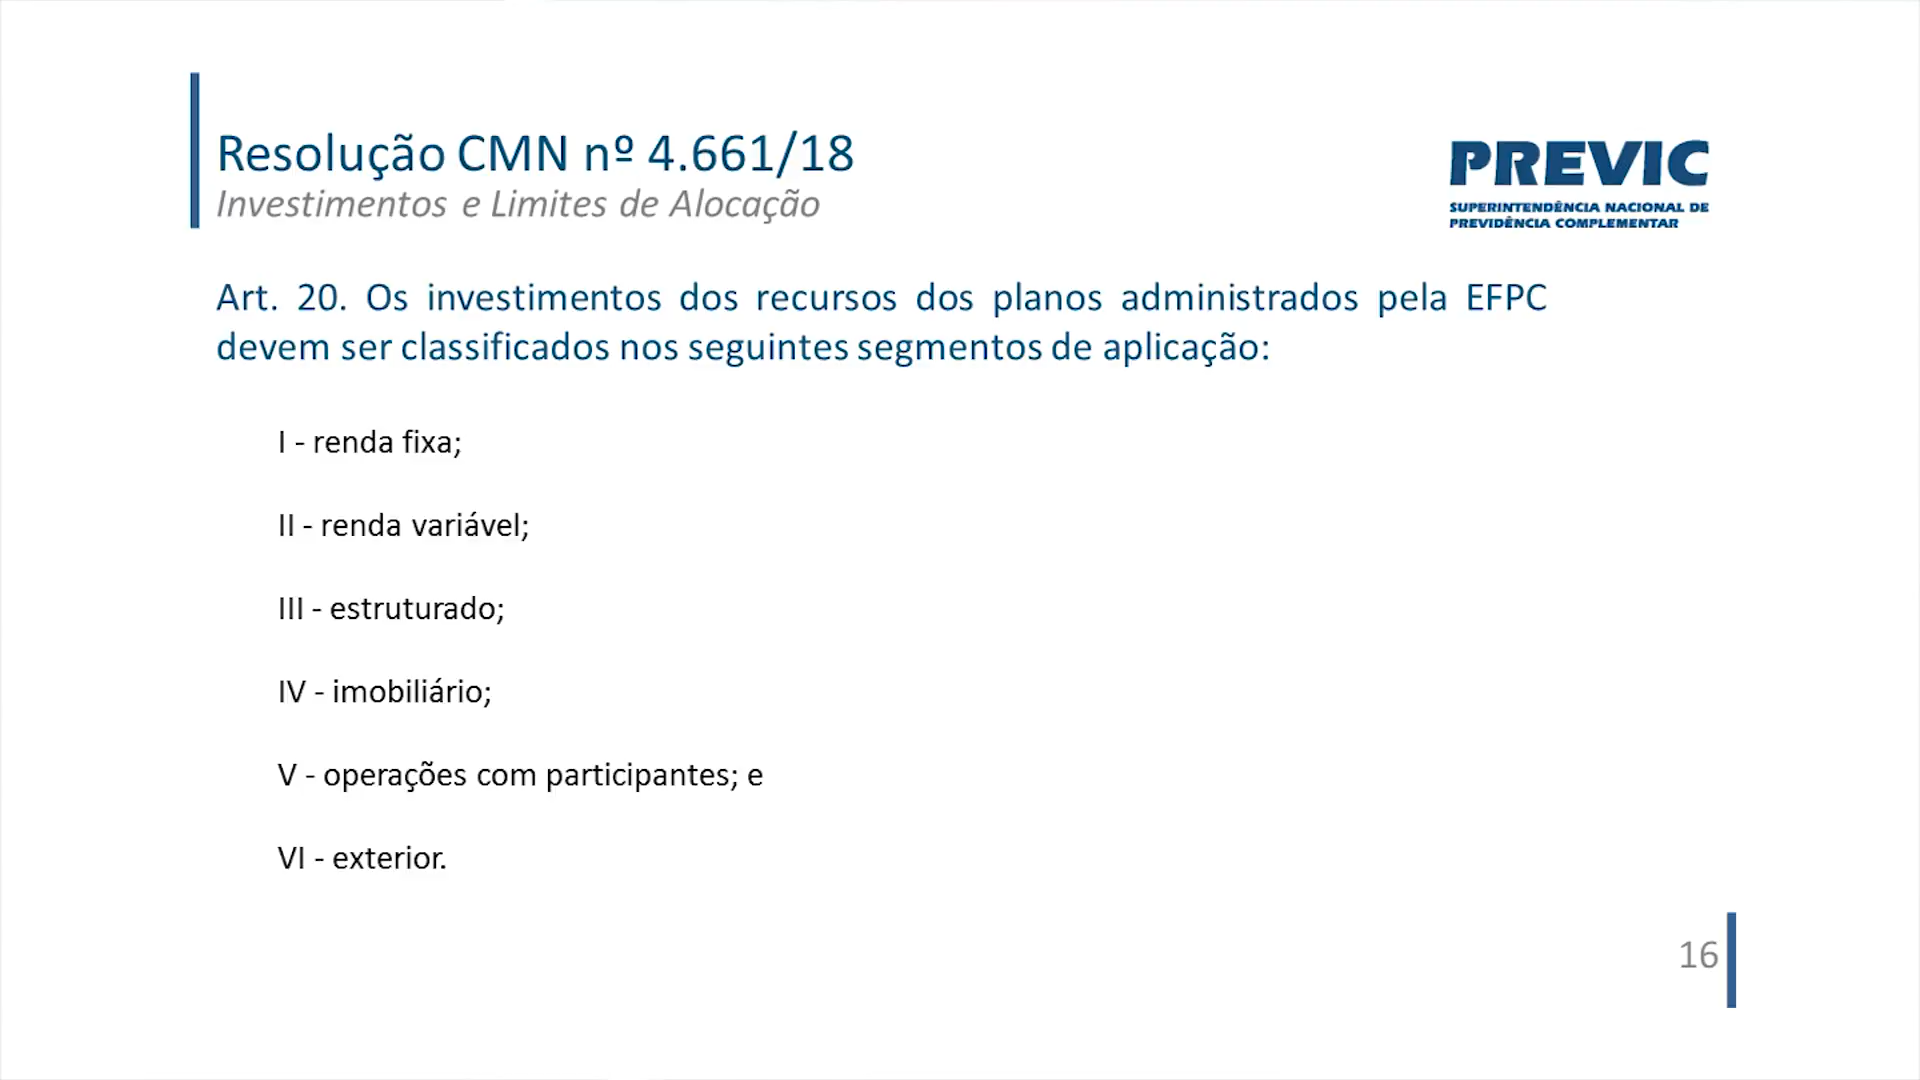 Resolução CMN nº 4.661/18
Investimentos e Limites de Alocação
PREVIC
SUPERINTENDÊNCIA NACIONAL DE
PREVIDÊNCIA COMPLEMENTAR
Art. 20. Os investimentos dos recursos dos planos administrados pela EFPC
devem ser classificados nos seguintes segmentos de aplicação:
I - renda fixa;
II - renda variável;
III - estruturado;
IV - imobiliário;
V - operações com participantes; e
VI - exterior.
16